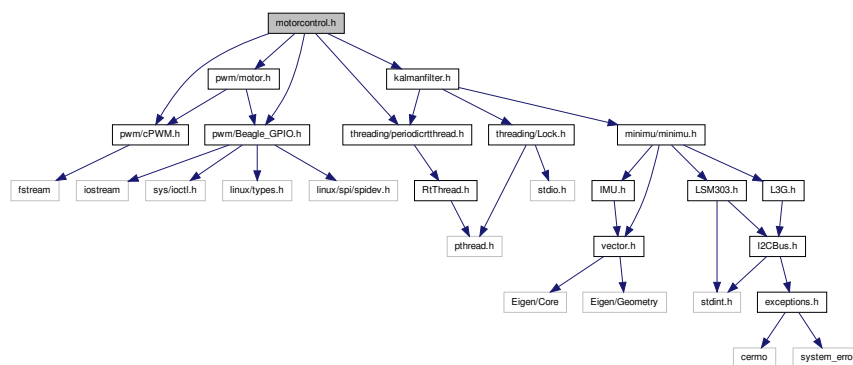 motorcontrol.h
pwm/motor.h
kalmanfilter.h
pwm/cPWM.h
pwm/Beagle_GPIO.h
threading/periodicrtthread.h
threading/Lock.h
minimu/minimu.h
fstream
iostream
sys/ioctl.h
linux/types.h
linux/spi/spidev.h
RtThread.h
stdio.h
IMU.h
LSM303.h
L3G.h
pthread.h
vector.h
I2CBus.h
Eigen/Core
Eigen/Geometry
stdint.h
exceptions.h
cerrno
system_erro